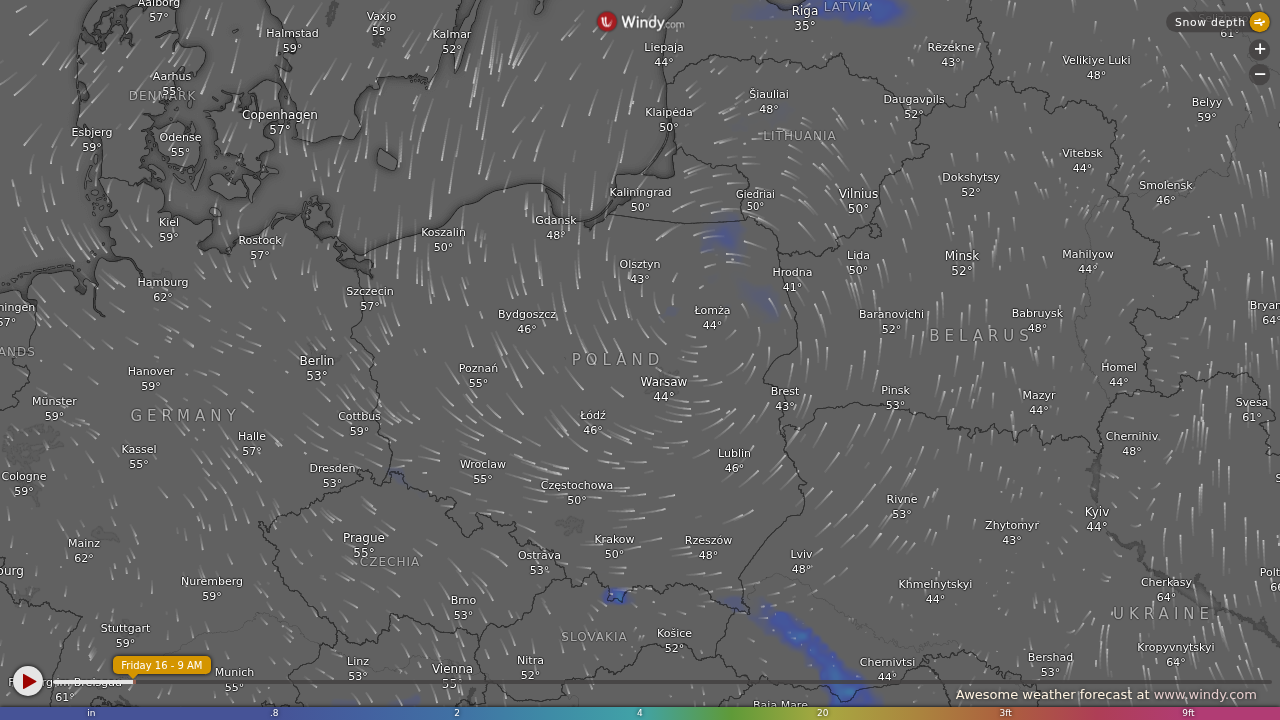 Aalborg
57°
Vaxjo
55°
Windy.com
Riga
35°
LATVIA
Snow depth
61°
Halmstad
59°
Kalmar
52°
Liepaja
44°
Rēzekne
43°
+
Velikiye Luki
48°
−
Aarhus
55°
DENMARK
Šiauliai
48°
Daugavpils
52°
Belyy
59°
Copenhagen
57°
Klaipėda
50°
Esbjerg
59°
Odense
55°
LITHUANIA
Vitebsk
44°
Dokshytsy
52°
Smolensk
46°
Kaliningrad
50°
Giedriai
50°
Vilnius
50°
Kiel
59°
Gdansk
48°
Koszalin
50°
Rostock
57°
Olsztyn
43°
Hrodna
41°
Lida
50°
Minsk
52°
Mahilyow
44°
Hamburg
62°
Szczecin
57°
ningen
57°
Bydgoszcz
46°
Łomża
44°
Baranovichi
52°
Babruysk
48°
Bryan
64°
BELARUS
ANDS
POLAND
Berlin
53°
Hanover
59°
Poznań
55°
Warsaw
44°
Homel
44°
Brest
43°
Pinsk
53°
Mazyr
44°
Münster
59°
GERMANY
Cottbus
59°
Łódź
46°
Svesa
61°
Halle
57°
Chernihiv
48°
Kassel
55°
Lublin
46°
Dresden
53°
Wroclaw
55°
Cologne
59°
Częstochowa
50°
Rivne
53°
Kyiv
44°
Zhytomyr
43°
Prague
55°
CZECHIA
Mainz
62°
Krakow
50°
Rzeszów
48°
Ostrava
53°
Lviv
48°
burg
Nuremberg
59°
Khmelnytskyi
44°
Cherkasy
64°
Polt
Brno
53°
UKRAINE
Stuttgart
59°
SLOVAKIA
Košice
52°
Kropyvnytskyi
64°
Friday 16 - 9 AM
Linz
53°
Vienna
55°
Nitra
52°
Chernivtsi
44°
Bershad
53°
Munich
55°
61°
Awesome weather forecast at www.windy.com
Baia Mare
in .8 2 4 20 3ft 9ft